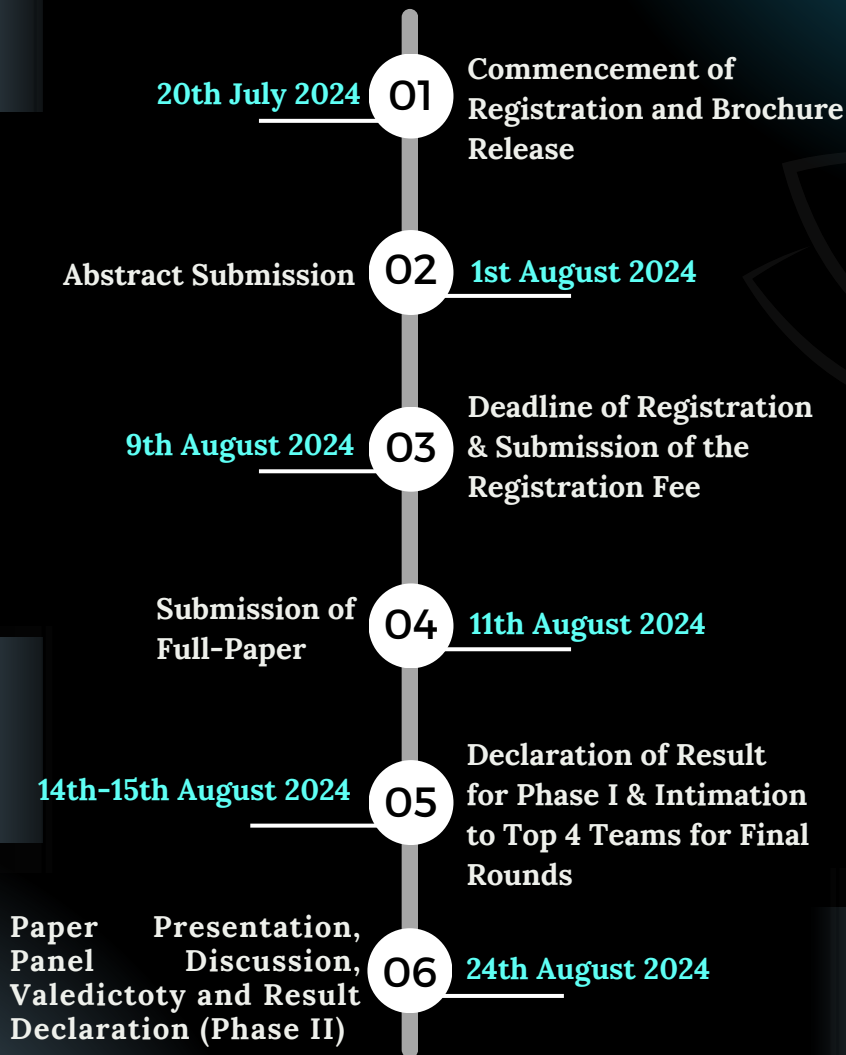 20th July 2024
01
Commencement of
Registration and Brochure
Release
Abstract Submission
02
1st August 2024
9th August 2024
03
Deadline of Registration
& Submission of the
Registration Fee
Submission of
Full-Paper
04
11th August 2024
14th-15th August 2024
05
Declaration of Result
for Phase I & Intimation
to Top 4 Teams for Final
Rounds
Paper Presentation,
Panel Discussion,
Valedictoty and Result
Declaration (Phase II)
06
24th August 2024